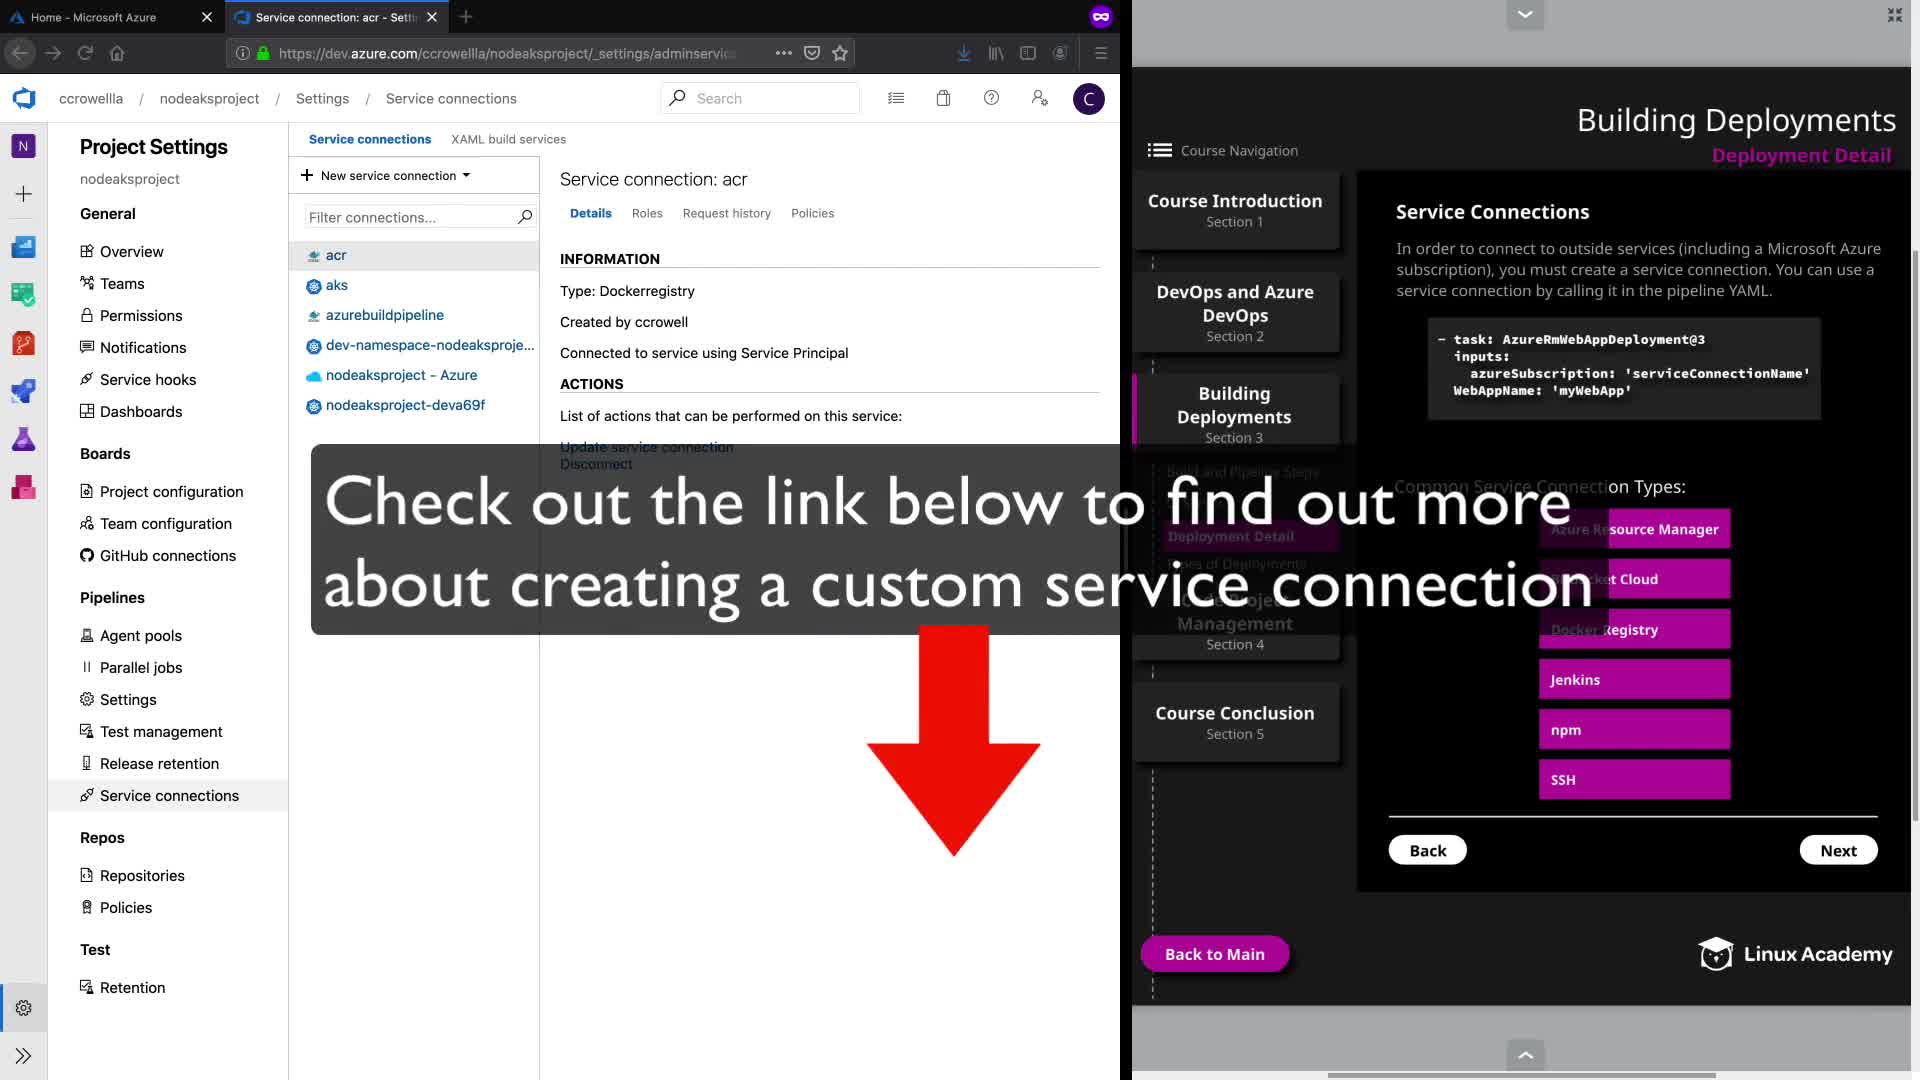 Home - Microsoft Azure
Service connection: acr - Sett
https://dev.azure.com/ccrowellla/nodeaksproject/_settings/adminservic
ccrowellla / nodeaksproject / Settings / Service connections
Search
C
N
Project Settings
nodeaksproject
General
Overview
Teams
Permissions
Notifications
Service hooks
Dashboards
Boards
Project configuration
Team configuration
GitHub connections
Pipelines
Agent pools
Parallel jobs
Settings
Test management
Release retention
Service connections
Repos
Repositories
Policies
Test
Retention
Service connections
XAML build services
New service connection
Filter connections...
acr
aks
azurebuildpipeline
dev-namespace-nodeaksproje...
nodeaksproject - Azure
nodeaksproject-deva69f
Service connection: acr
Details
Roles
Request history
Policies
INFORMATION
Type: Dockerregistry
Created by ccrowell
Connected to service using Service Principal
ACTIONS
List of actions that can be performed on this service:
Update service connection
Disconnect
Check out the link below to find out more
about creating a custom service connection
Building Deployments
Deployment Detail
Course Navigation
Course Introduction
Section 1
DevOps and Azure
DevOps
Section 2
Building
Deployments
Section 3
Build and Pipeline Steps
Deployment Detail
Types of Deployments
Code Project
Management
Section 4
Course Conclusion
Section 5
Back to Main
Service Connections
In order to connect to outside services (including a Microsoft Azure
subscription), you must create a service connection. You can use a
service connection by calling it in the pipeline YAML.
- task: AzureRmWebAppDeployment@3
inputs:
azureSubscription: 'serviceConnectionName'
WebAppName: 'myWebApp'
Common Service Connection Types:
Azure Resource Manager
Bitbucket Cloud
Docker Registry
Jenkins
npm
SSH
Back
Next
Linux Academy